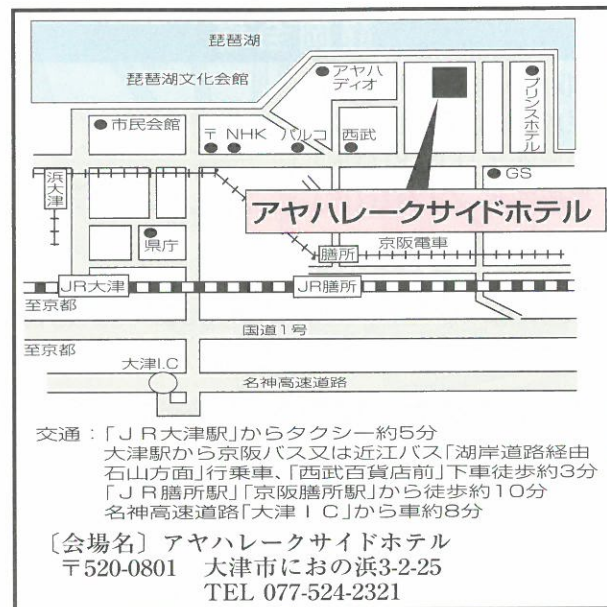 琵琶湖
琵琶湖文化会館
アヤハ
ディオ
プリンスホテル
市民会館
〒 NHK パルコ 西武
浜大津
GS
アヤハレークサイドホテル
県庁
膳所
京阪電車
JR大津
JR膳所
至京都
国道1号
至京都
大津I.C
名神高速道路
交通:「JR大津駅」からタクシー約5分
大津駅から京阪バス又は近江バス「湖岸道路経由
石山方面」行乗車、「西武百貨店前」下車徒歩約3分
「JR膳所駅」「京阪膳所駅」から徒歩約10分
名神高速道路「大津IC」から車約8分
〔会場名〕アヤハレークサイドホテル
〒520-0801 大津市におの浜3-2-25
TEL 077-524-2321